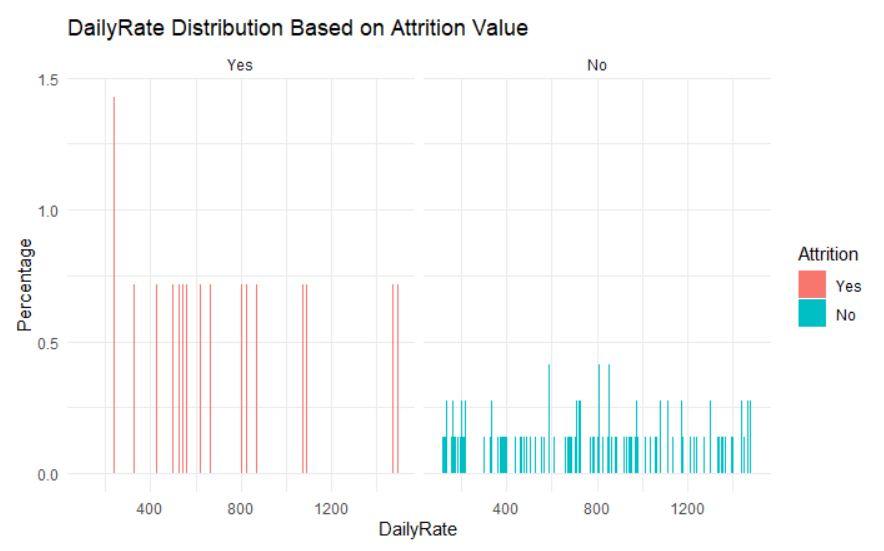 DailyRate Distribution Based on Attrition Value
Yes
No
1.5
1.0
0.5
0.0
Percentage
400
800
1200
400
800
1200
DailyRate
Attrition
Yes
No